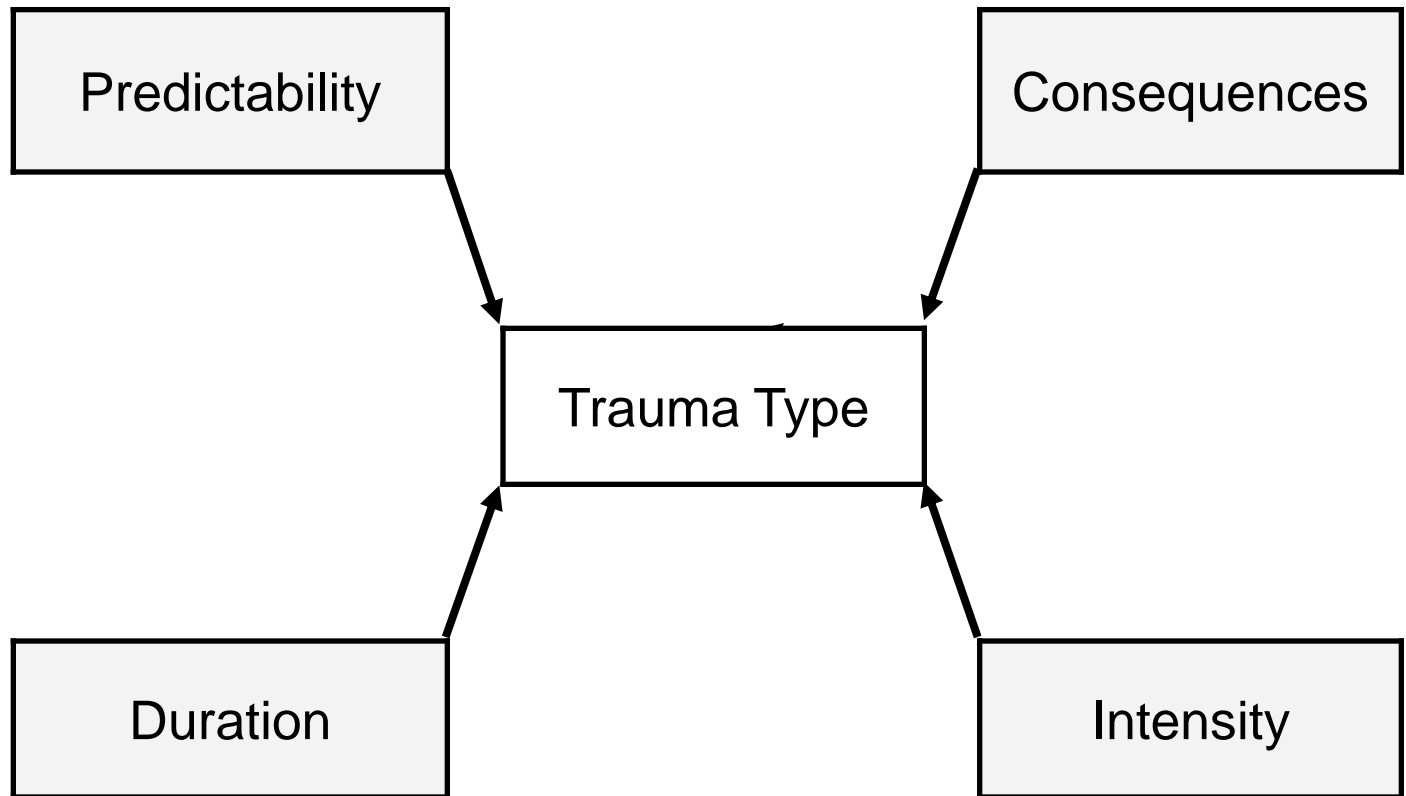 Predictability
Consequences
Trauma Type
Duration
Intensity